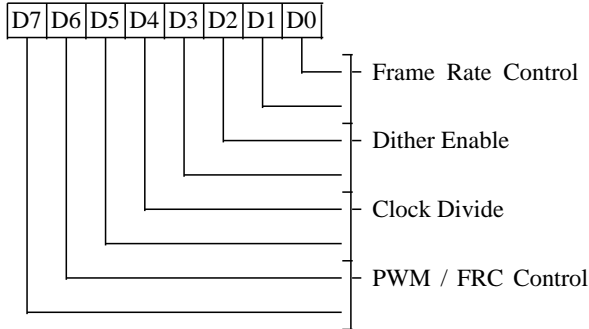 D7 D6 D5 D4 D3 D2 D1 D0
Frame Rate Control
Dither Enable
Clock Divide
PWM / FRC Control